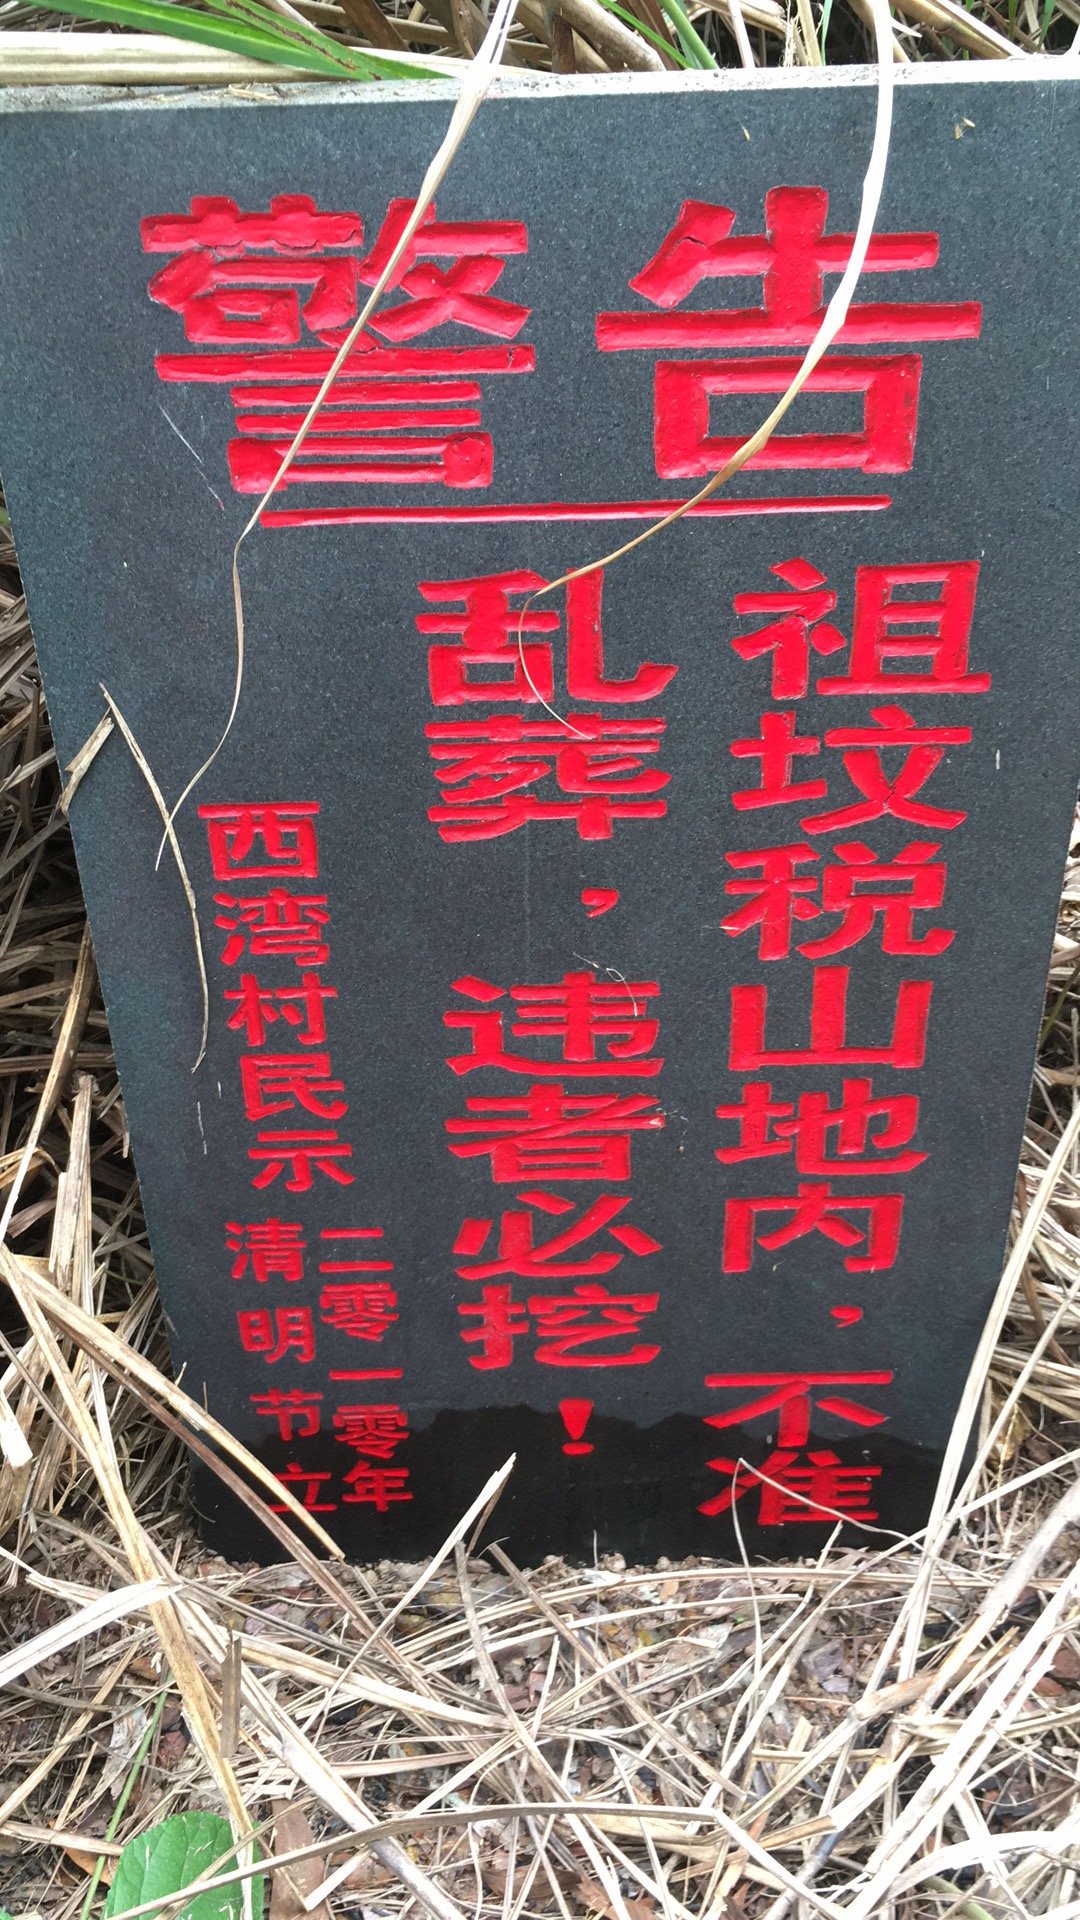 警告
祖坟税山地内，不准
乱葬，违者必挖！
西湾村民示
二零一零年
清明节立